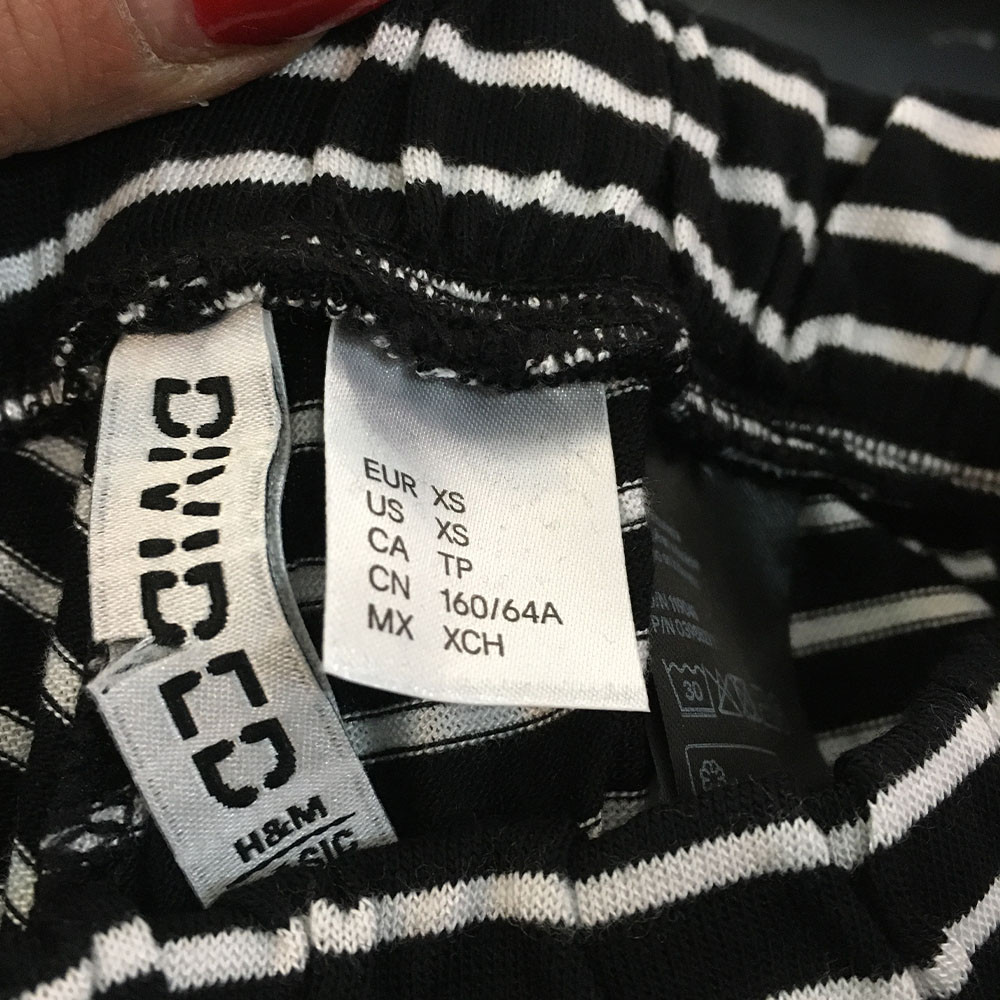 DIVIDED
H&M
EUR XS
US XS
CA TP
CN 160/64A
MX XCH
30